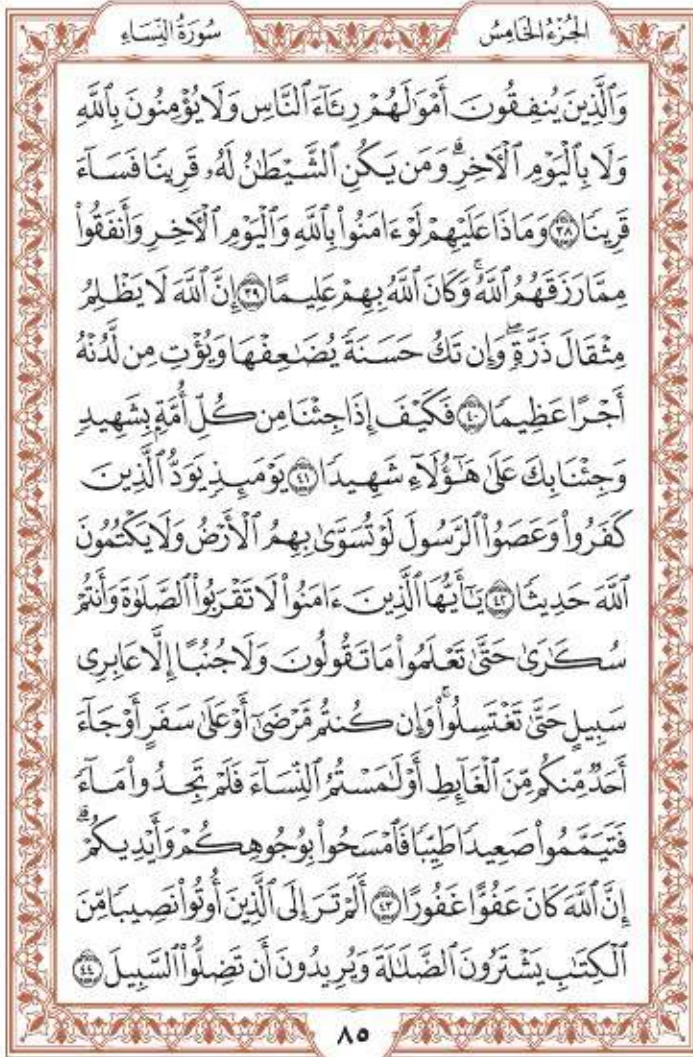 الجُزْءُ الخَامِسُ
سُورَةُ النِّسَاءِ
وَٱلَّذِينَ يُنفِقُونَ أَمْوَٰلَهُمْ رِئَآءَ ٱلنَّاسِ وَلَا يُؤْمِنُونَ بِٱللَّهِ
وَلَا بِٱلْيَوْمِ ٱلْأَخِرِ ۗ وَمَن يَكُنِ ٱلشَّيْطَٰنُ لَهُۥ قَرِينًا فَسَآءَ
قَرِينًا ٣٨ وَمَاذَا عَلَيْهِمْ لَوْ ءَامَنُوا۟ بِٱللَّهِ وَٱلْيَوْمِ ٱلْأَخِرِ وَأَنفَقُوا۟
مِمَّا رَزَقَهُمُ ٱللَّهُ ۚ وَكَانَ ٱللَّهُ بِهِمْ عَلِيمًا ٣٩ إِنَّ ٱللَّهَ لَا يَظْلِمُ
مِثْقَالَ ذَرَّةٍ ۖ وَإِن تَكُ حَسَنَةً يُضَٰعِفْهَا وَيُؤْتِ مِن لَّدُنْهُ
أَجْرًا عَظِيمًا ٤٠ فَكَيْفَ إِذَا جِئْنَا مِن كُلِّ أُمَّةٍۭ بِشَهِيدٍ
وَجِئْنَا بِكَ عَلَىٰ هَٰٓؤُلَآءِ شَهِيدًا ٤١ يَوْمَئِذٍ يَوَدُّ ٱلَّذِينَ
كَفَرُوا۟ وَعَصَوُا۟ ٱلرَّسُولَ لَوْ تُسَوَّىٰ بِهِمُ ٱلْأَرْضُ وَلَا يَكْتُمُونَ
ٱللَّهَ حَدِيثًا ٤٢ يَٰٓأَيُّهَا ٱلَّذِينَ ءَامَنُوا۟ لَا تَقْرَبُوا۟ ٱلصَّلَوٰةَ وَأَنتُمْ
سُكَٰرَىٰ حَتَّىٰ تَعْلَمُوا۟ مَا تَقُولُونَ وَلَا جُنُبًا إِلَّا عَابِرِى
سَبِيلٍ حَتَّىٰ تَغْتَسِلُوا۟ ۚ وَإِن كُنتُم مَّرْضَىٰٓ أَوْ عَلَىٰ سَفَرٍ أَوْ جَآءَ
أَحَدٌ مِّنكُم مِّنَ ٱلْغَآئِطِ أَوْ لَٰمَسْتُمُ ٱلنِّسَآءَ فَلَمْ تَجِدُوا۟ مَآءً
فَتَيَمَّمُوا۟ صَعِيدًا طَيِّبًا فَٱمْسَحُوا۟ بِوُجُوهِكُمْ وَأَيْدِيكُمْ ۗ
إِنَّ ٱللَّهَ كَانَ عَفُوًّا غَفُورًا ٤٣ أَلَمْ تَرَ إِلَى ٱلَّذِينَ أُوتُوا۟ نَصِيبًا مِّنَ
ٱلْكِتَٰبِ يَشْتَرُونَ ٱلضَّلَٰلَةَ وَيُرِيدُونَ أَن تَضِلُّوا۟ ٱلسَّبِيلَ ٤٤
٨٥